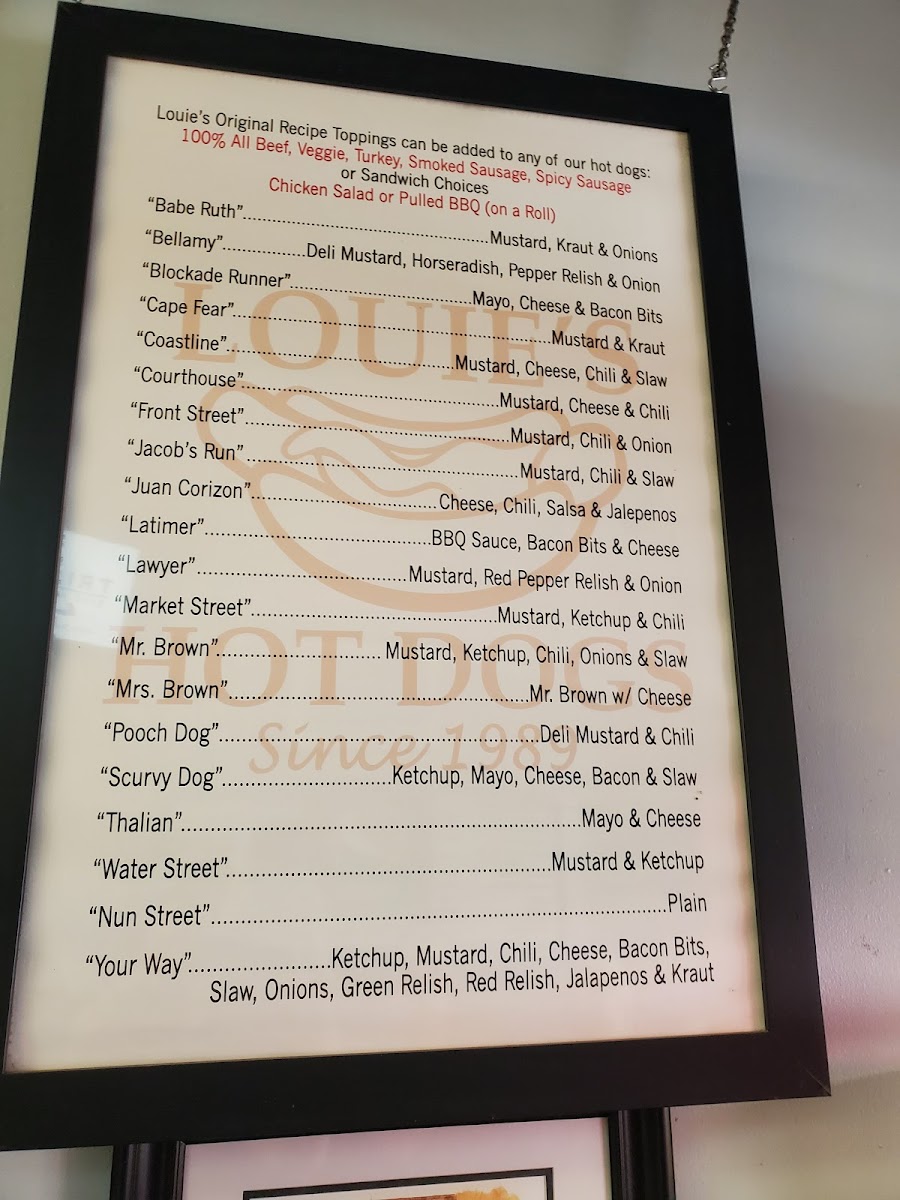 Louie's Original Recipe Toppings can be added to any of our hot dogs:
100% All Beef, Veggie, Turkey, Smoked Sausage, Spicy Sausage
or Sandwich Choices
Chicken Salad or Pulled BBQ (on a Roll)
"Babe Ruth"..........Mustard, Kraut & Onions
"Bellamy"..........Deli Mustard, Horseradish, Pepper Relish & Onion
"Blockade Runner"..........Mayo, Cheese & Bacon Bits
"Cape Fear"..........Mustard & Kraut
"Coastline"..........Mustard, Cheese, Chili & Slaw
"Courthouse"..........Mustard, Cheese & Chili
"Front Street"..........Mustard, Chili & Onion
"Jacob's Run"..........Mustard, Chili & Slaw
"Juan Corizon"..........Cheese, Chili, Salsa & Jalepenos
"Latimer"..........BBQ Sauce, Bacon Bits & Cheese
"Lawyer"..........Mustard, Red Pepper Relish & Onion
"Market Street"..........Mustard, Ketchup & Chili
"Mr. Brown"..........Mustard, Ketchup, Chili, Onions & Slaw
"Mrs. Brown"..........Mr. Brown w/ Cheese
"Pooch Dog"..........Deli Mustard & Chili
"Scurvy Dog"..........Ketchup, Mayo, Cheese, Bacon & Slaw
"Thalian"..........Mayo & Cheese
"Water Street"..........Mustard & Ketchup
"Nun Street"..........Plain
"Your Way"..........Ketchup, Mustard, Chili, Cheese, Bacon Bits,
Slaw, Onions, Green Relish, Red Relish, Jalapenos & Kraut
LOUIE'S
HOT DOGS
Since 1989